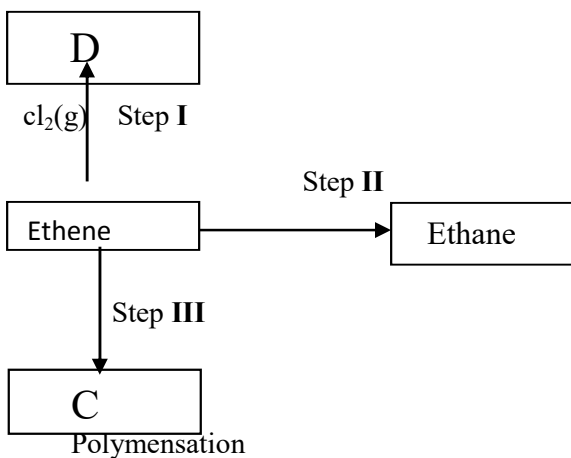 D
cl₂(g) Step I
Step II
Ethene
Ethane
Step III
C
Polymensation